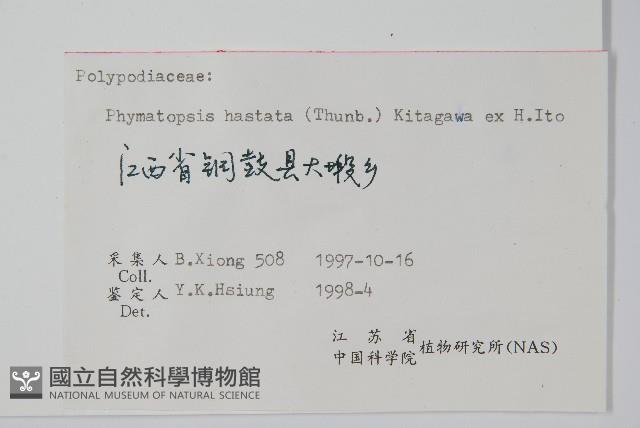 Polypodiaceae:
Phymatopsis hastata (Thunb.) Kitagawa ex H.Ito
江西省铜鼓县大塅乡
采集人 B.Xiong 508 1997-10-16
Coll.
鉴定人 Y.K.Hsiung 1998-4
Det.
江苏省
中国科学院 植物研究所(NAS)
國立自然科學博物館
NATIONAL MUSEUM OF NATURAL SCIENCE